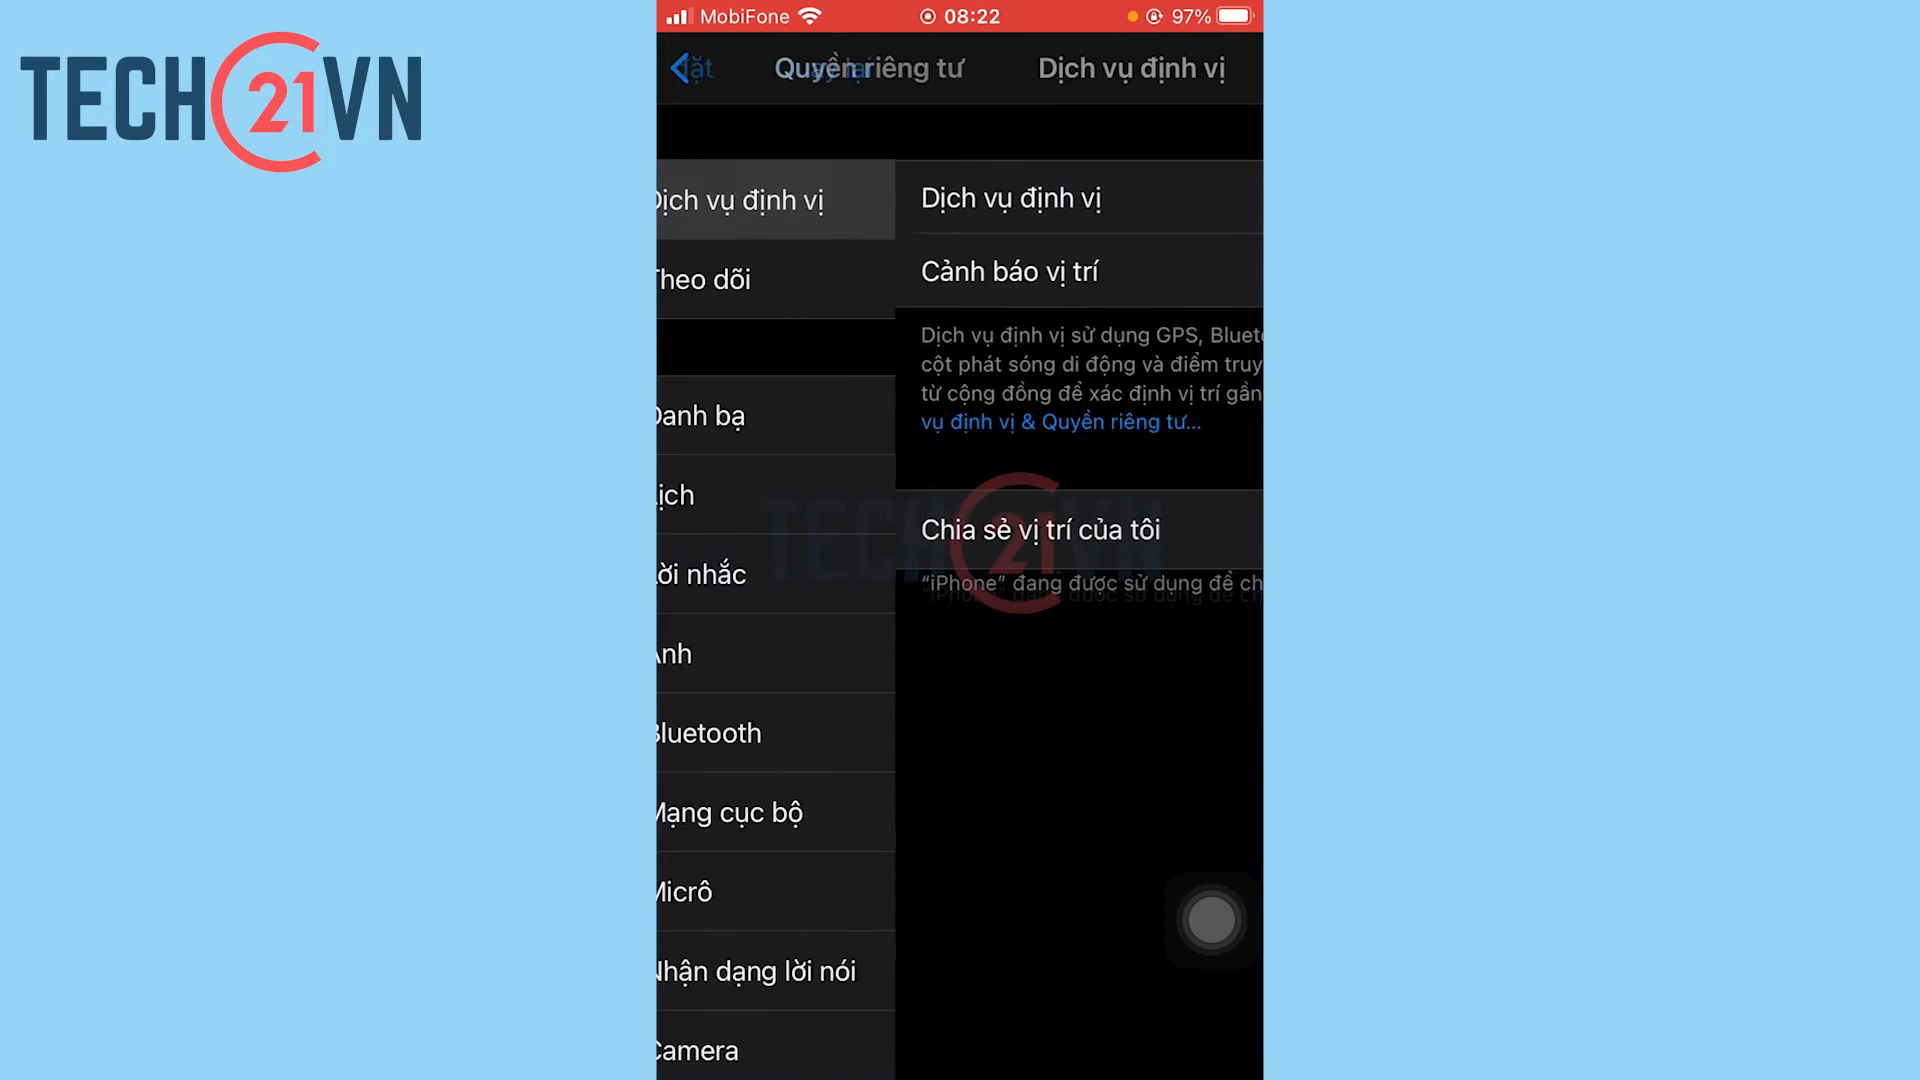 TECH21VN
MobiFone 08:22 97%
đặt Quyền riêng tư Dịch vụ định vị
Dịch vụ định vị
Theo dõi
Danh bạ
Lịch
Lời nhắc
Ảnh
Bluetooth
Mạng cục bộ
Micrô
Nhận dạng lời nói
Camera
Dịch vụ định vị
Cảnh báo vị trí
Dịch vụ định vị sử dụng GPS, Bluet
cột phát sóng di động và điểm truy
từ cộng đồng để xác định vị trí gần
vụ định vị & Quyền riêng tư...
TECH21VN
Chia sẻ vị trí của tôi
“iPhone” đang được sử dụng để ch